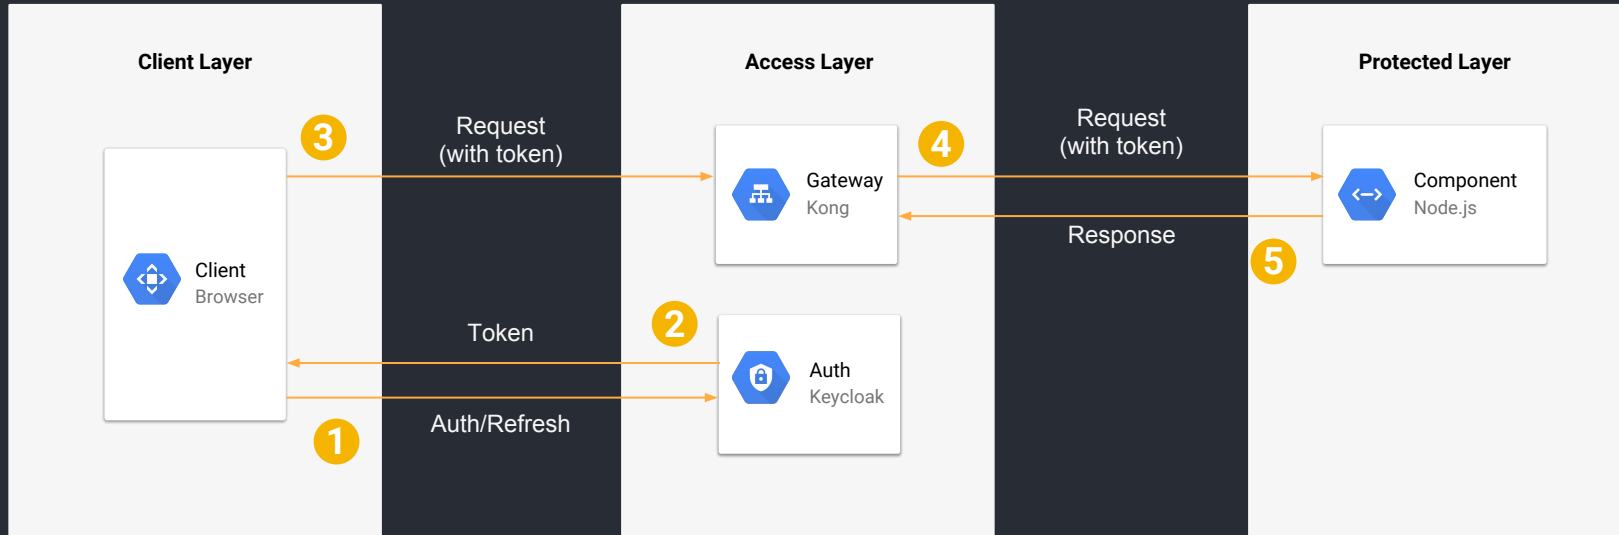 Client Layer
Access Layer
Protected Layer
3
Request
(with token)
4
Request
(with token)
Gateway
Kong
Component
Node.js
Response
5
Client
Browser
Token
2
Auth
Keycloak
Auth/Refresh
1